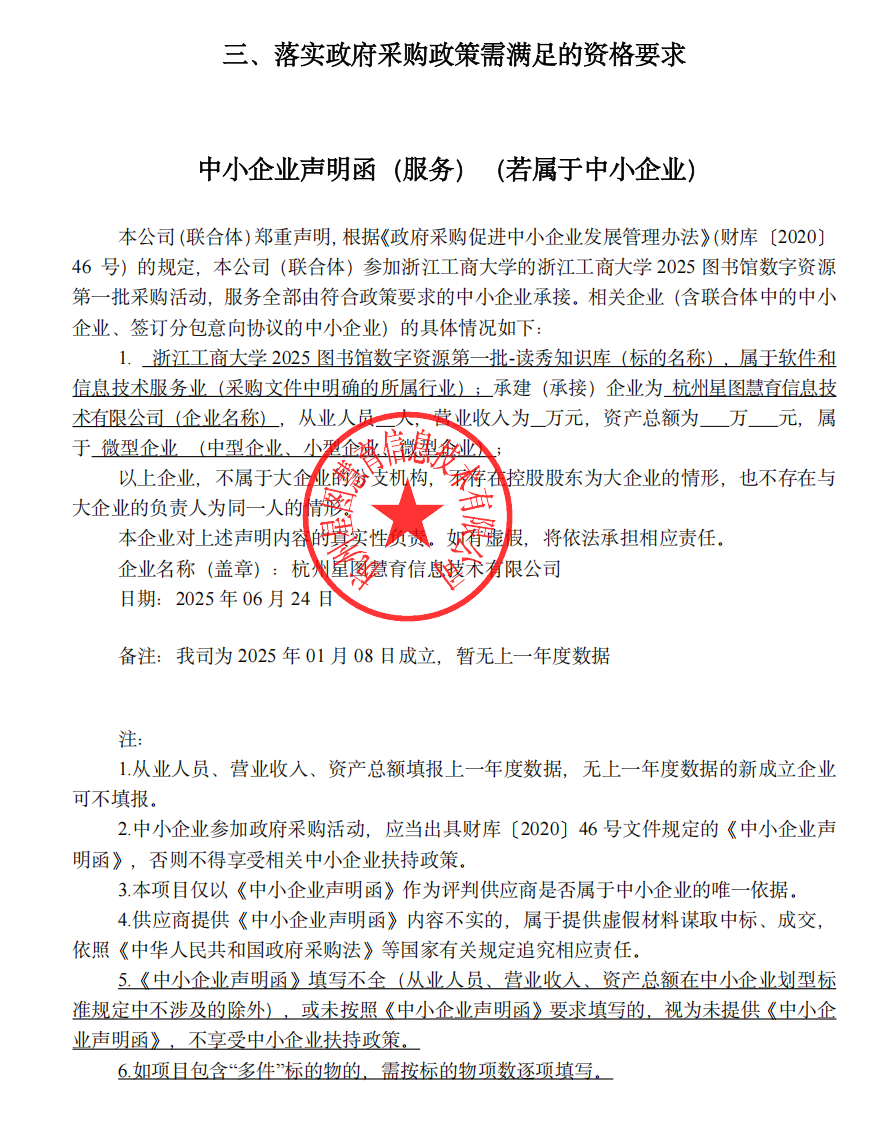 三、落实政府采购政策需满足的资格要求
中小企业声明函（服务）（若属于中小企业）
本公司（联合体）郑重声明，根据《政府采购促进中小企业发展管理办法》（财库〔2020〕
46 号）的规定，本公司（联合体）参加浙江工商大学的浙江工商大学 2025 图书馆数字资源
第一批采购活动，服务全部由符合政策要求的中小企业承接。相关企业（含联合体中的中小
企业、签订分包意向协议的中小企业）的具体情况如下：
1. 浙江工商大学 2025 图书馆数字资源第一批-读秀知识库（标的名称），属于软件和
信息技术服务业（采购文件中明确的所属行业）；承建（承接）企业为 杭州星图慧育信息技
术有限公司（企业名称），从业人员__人，营业收入为__万元，资产总额为___万___元，属
于 微型企业 （中型企业、小型企业、微型企业）；
以上企业，不属于大企业的分支机构，不存在控股股东为大企业的情形，也不存在与
大企业的负责人为同一人的情形。
本企业对上述声明内容的真实性负责。如有虚假，将依法承担相应责任。
企业名称（盖章）：杭州星图慧育信息技术有限公司
日期：2025 年 06 月 24 日
杭州星图慧育信息技术有限公司
备注：我司为 2025 年 01 月 08 日成立，暂无上一年度数据
注：
1.从业人员、营业收入、资产总额填报上一年度数据，无上一年度数据的新成立企业
可不填报。
2.中小企业参加政府采购活动，应当出具财库〔2020〕46 号文件规定的《中小企业声
明函》，否则不得享受相关中小企业扶持政策。
3.本项目仅以《中小企业声明函》作为评判供应商是否属于中小企业的唯一依据。
4.供应商提供《中小企业声明函》内容不实的，属于提供虚假材料谋取中标、成交，
依照《中华人民共和国政府采购法》等国家有关规定追究相应责任。
5.《中小企业声明函》填写不全（从业人员、营业收入、资产总额在中小企业划型标
准规定中不涉及的除外），或未按照《中小企业声明函》要求填写的，视为未提供《中小企
业声明函》，不享受中小企业扶持政策。
6.如项目包含“多件”标的物的，需按标的物项数逐项填写。